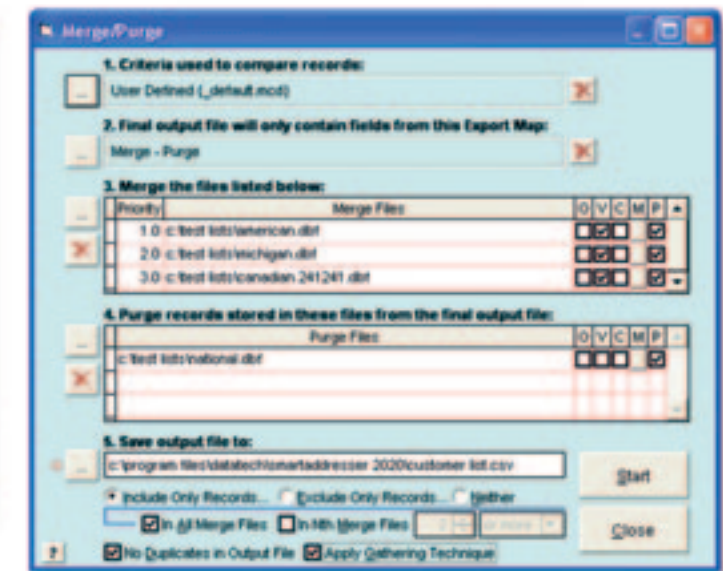 Merge/Purge
1. Criteria used to compare records:
... User Defined (_default.mcd)
2. Final output file will only contain fields from this Export Map:
... Merge - Purge
3. Merge the files listed below:
... Priority Merge Files O V C M P
1.0 c:\test lists\american.dbf
2.0 c:\test lists\michigan.dbf
3.0 c:\test lists\canadian 241241.dbf
4. Purge records stored in these files from the final output file:
... Purge Files O V C M P
c:\test lists\national.dbf
5. Save output file to:
... c:\program files\datatech\smartaddresser 2020\customer list.csv
Start
Include Only Records... Exclude Only Records... Neither
In All Merge Files In Nth Merge Files 2 or more
Close
? No Duplicates in Output File Apply Gathering Technique